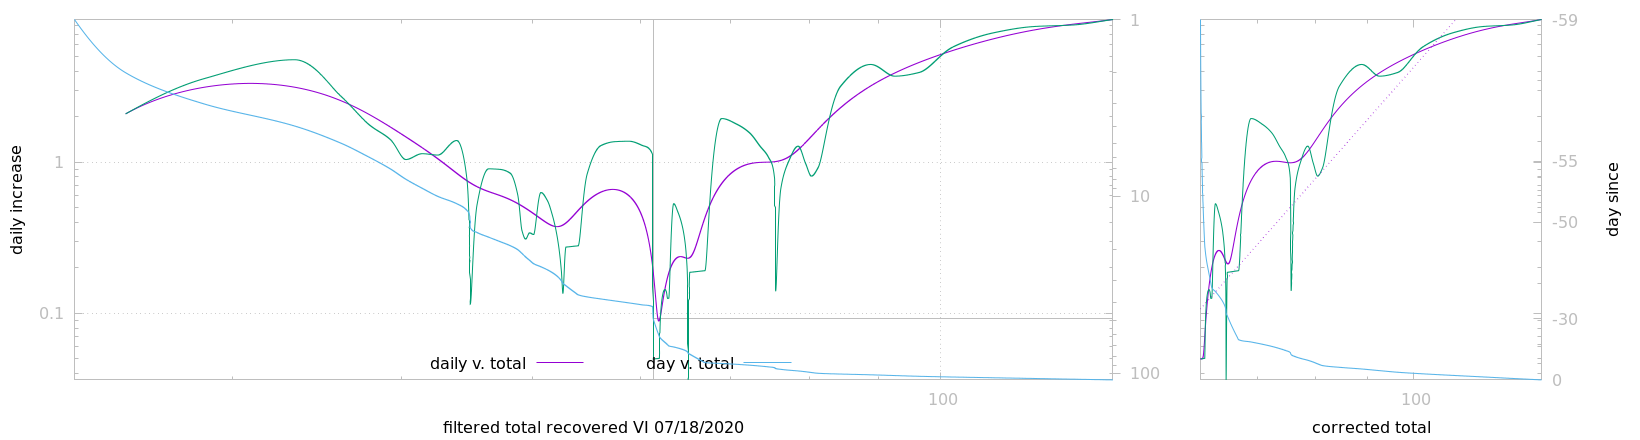 1
-59
1
-55
10
-50
0.1
-30
daily v. total
day v. total
100
0
100
100
daily increase
day since
filtered total recovered VI 07/18/2020
corrected total